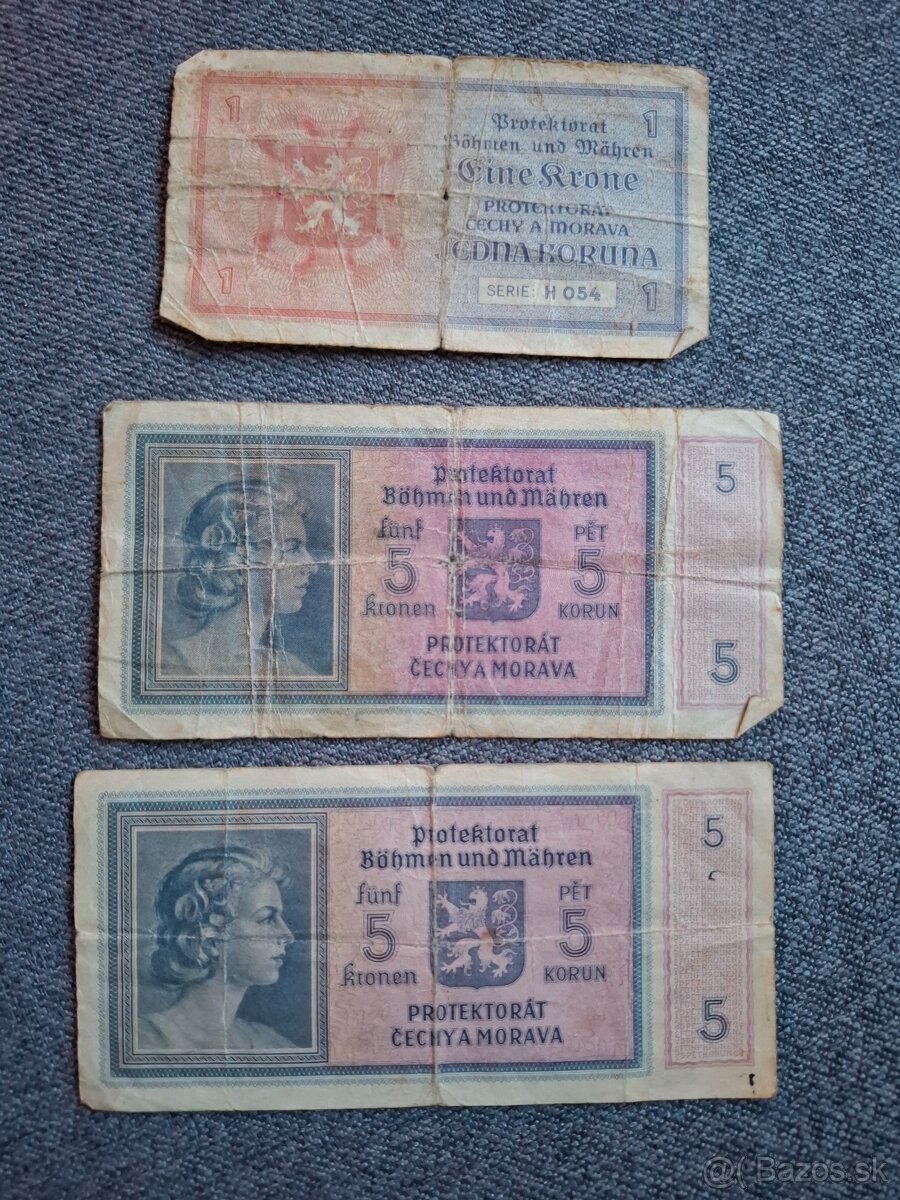 1
1
Protektorat
Böhmen und Mähren
Eine Krone
PROTEKTORÁT
ČECHY A MORAVA
JEDNA KORUNA
SERIE: H 054
1
1
Protektorat
Böhmen und Mähren
fünf PĚT
5 5
Kronen KORUN
PROTEKTORÁT
ČECHY A MORAVA
5
5
Protektorat
Böhmen und Mähren
fünf PĚT
5 5
Kronen KORUN
PROTEKTORÁT
ČECHY A MORAVA
5
5
@( Bazos.sk